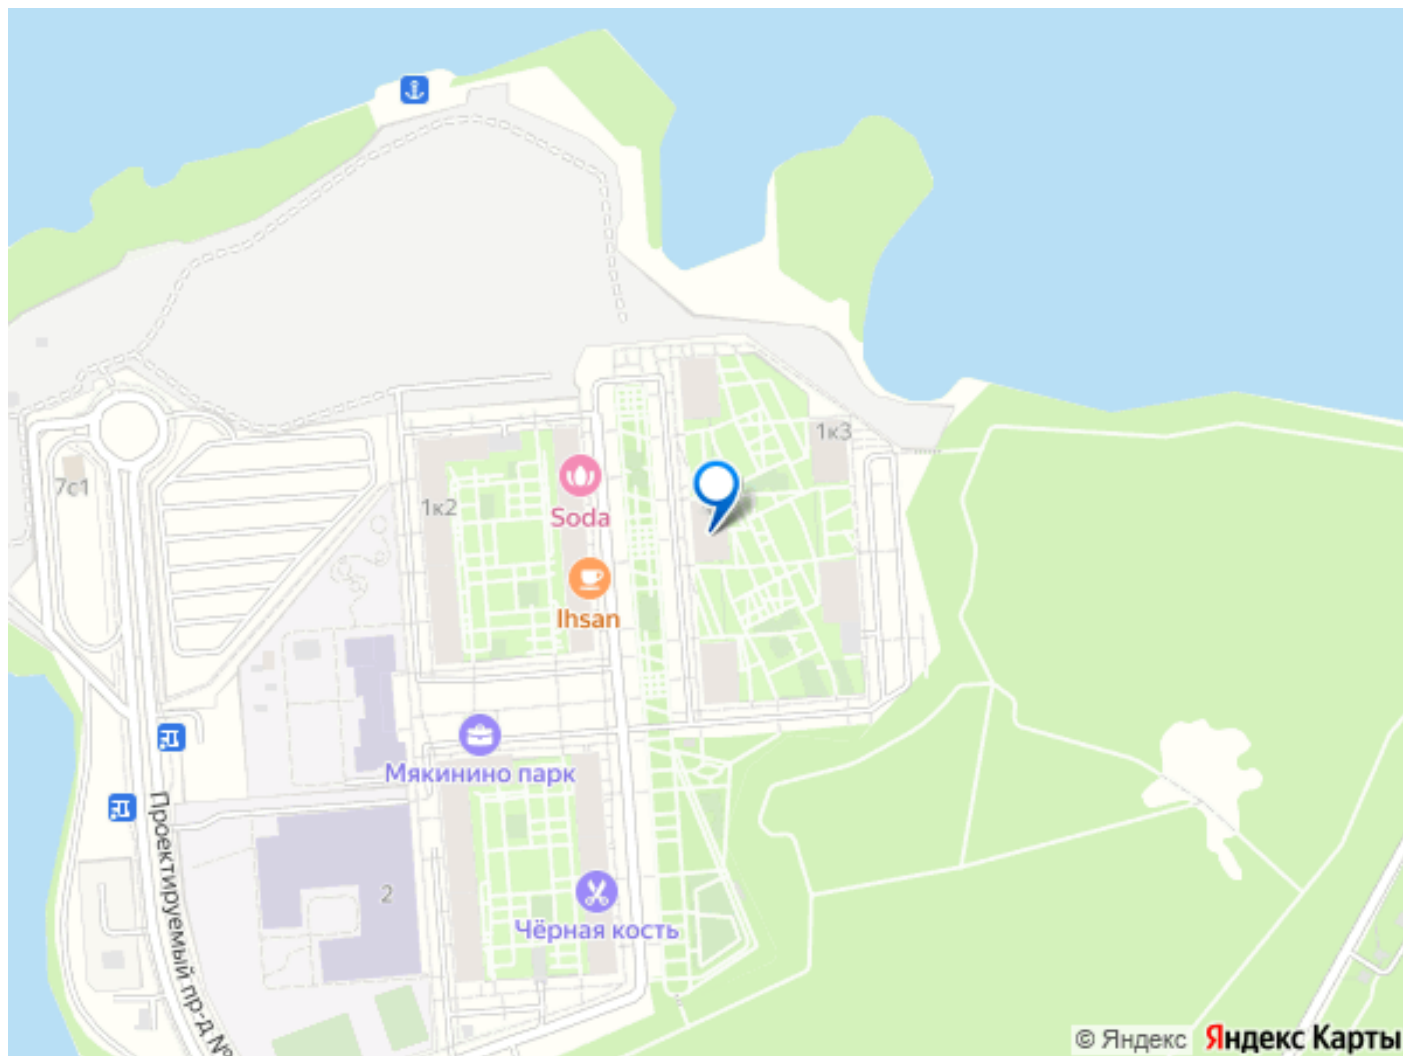 1к3
7с1
1к2
Soda
Ihsan
Мякинино парк
Проектируемый пр-д №
2
Чёрная кость
© Яндекс Яндекс Карты